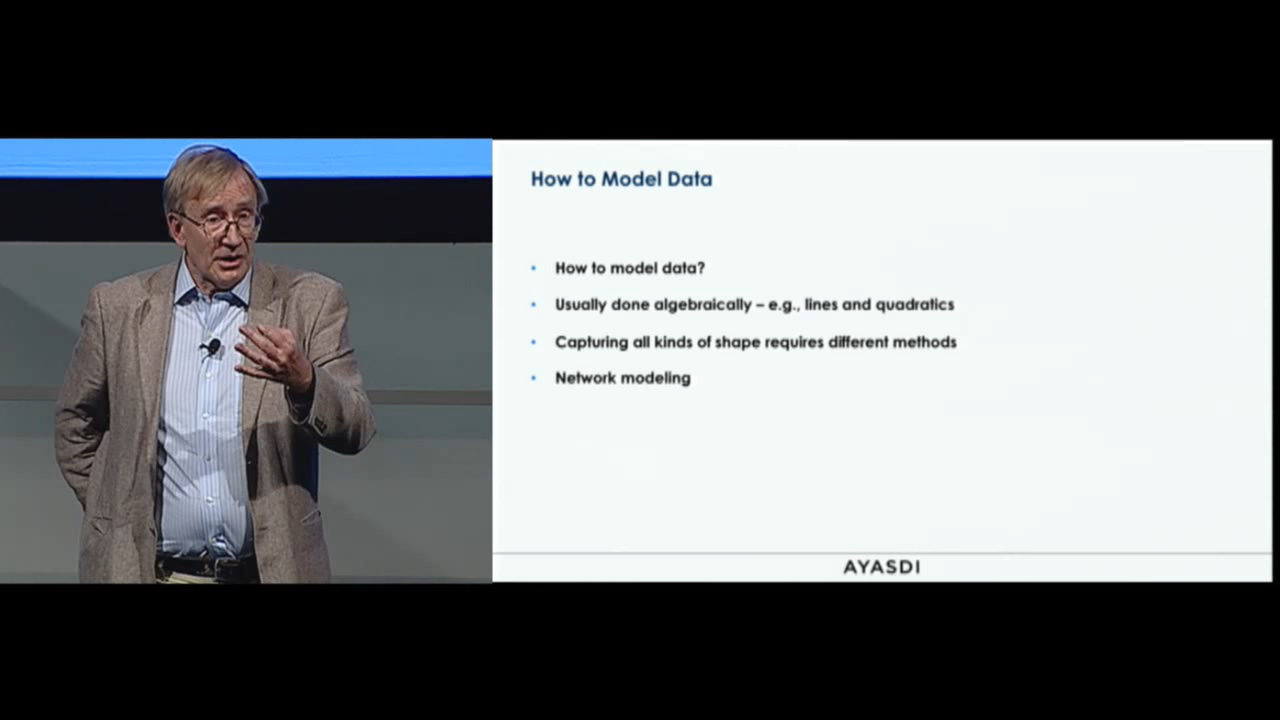 How to Model Data
• How to model data?
• Usually done algebraically – e.g., lines and quadratics
• Capturing all kinds of shape requires different methods
• Network modeling
AYASDI